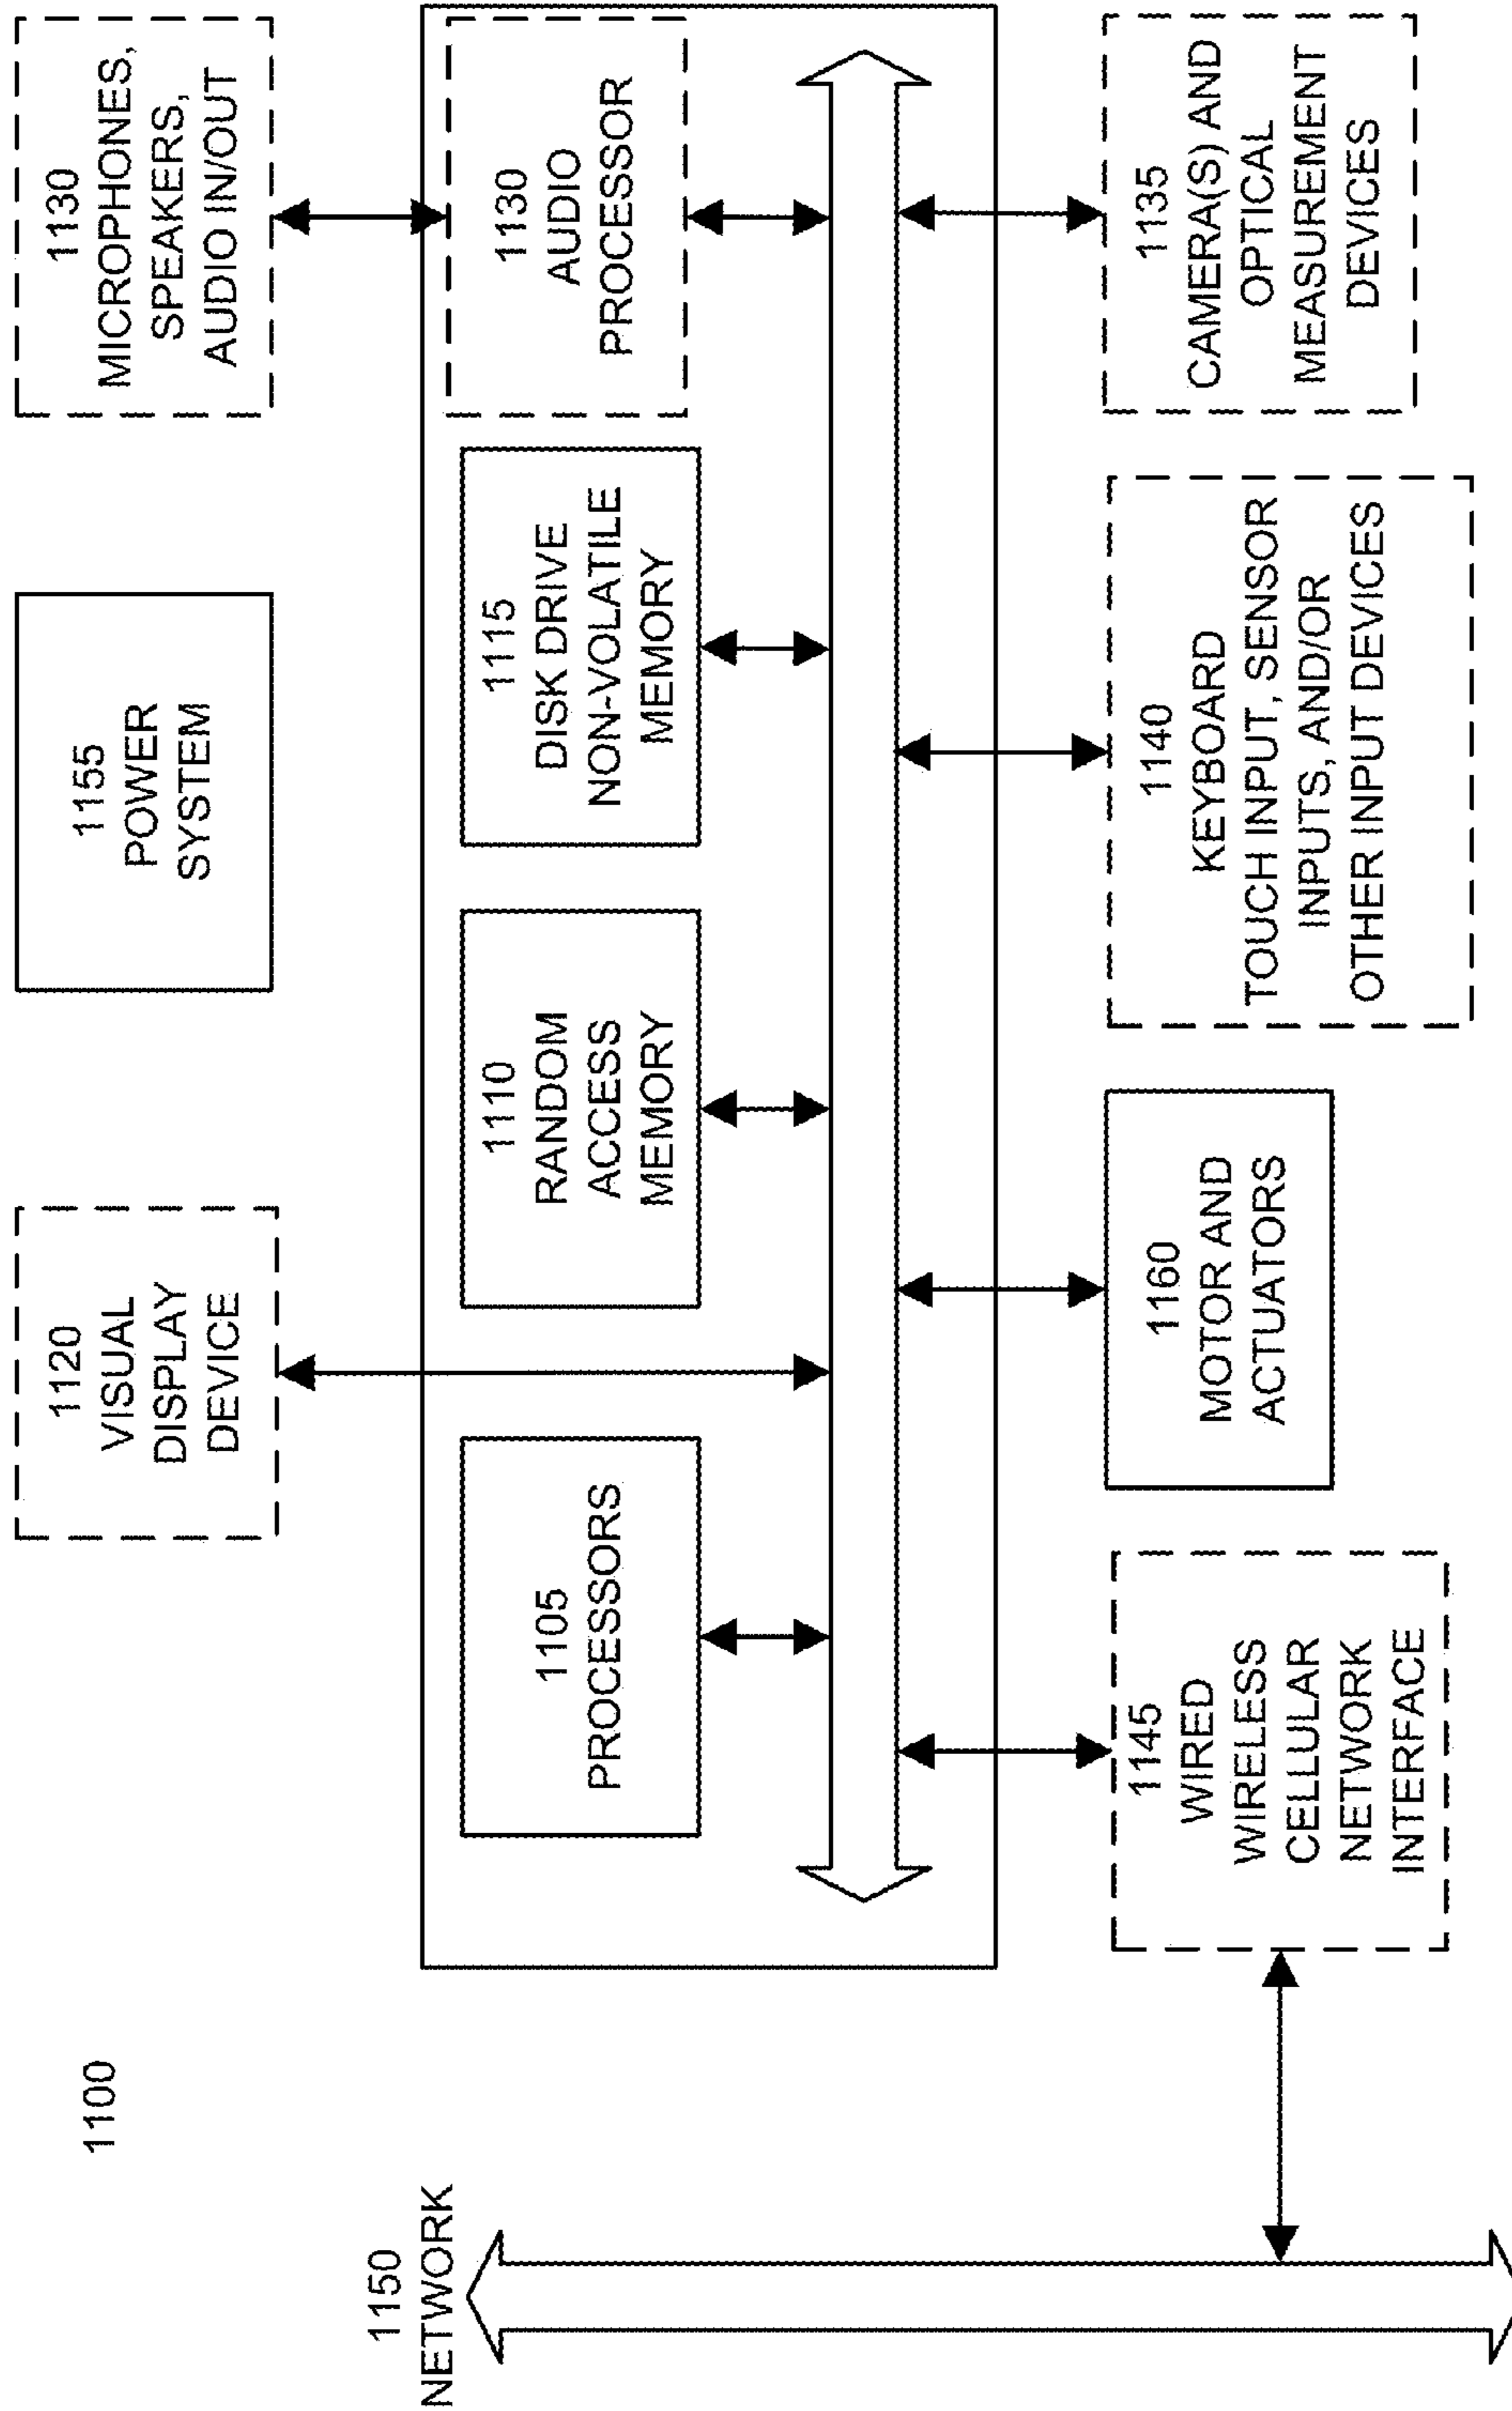 1100
1120
VISUAL
DISPLAY
DEVICE
1155
POWER
SYSTEM
1130
MICROPHONES,
SPEAKERS,
AUDIO IN/OUT
1150
NETWORK
1105
PROCESSORS
1110
RANDOM
ACCESS
MEMORY
1115
DISK DRIVE
NON-VOLATILE
MEMORY
1130
AUDIO
PROCESSOR
1145
WIRED
WIRELESS
CELLULAR
NETWORK
INTERFACE
1160
MOTOR AND
ACTUATORS
1140
KEYBOARD
TOUCH INPUT, SENSOR
INPUTS, AND/OR
OTHER INPUT DEVICES
1135
CAMERA(S) AND
OPTICAL
MEASUREMENT
DEVICES